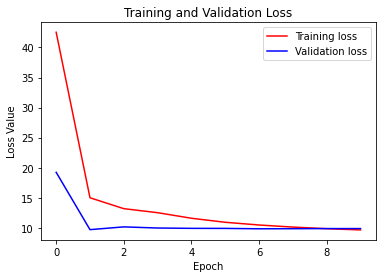 Training and Validation Loss
Training loss
Validation loss
Loss Value
40
35
30
25
20
15
10
0 2 4 6 8
Epoch